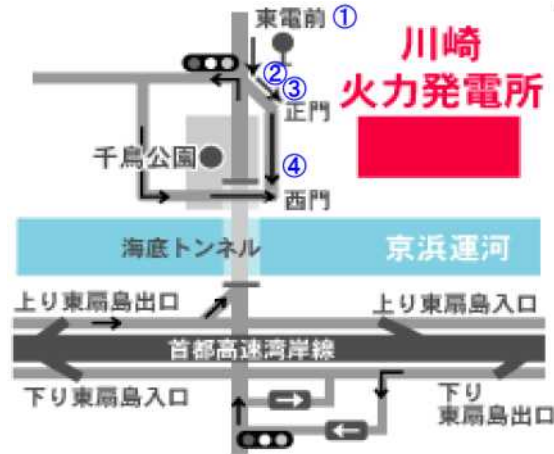 東電前 ①
川崎
火力発電所
②
③
正門
千鳥公園
④
西門
海底トンネル
京浜運河
上り東扇島出口
上り東扇島入口
首都高速湾岸線
下り東扇島入口
下り
東扇島出口